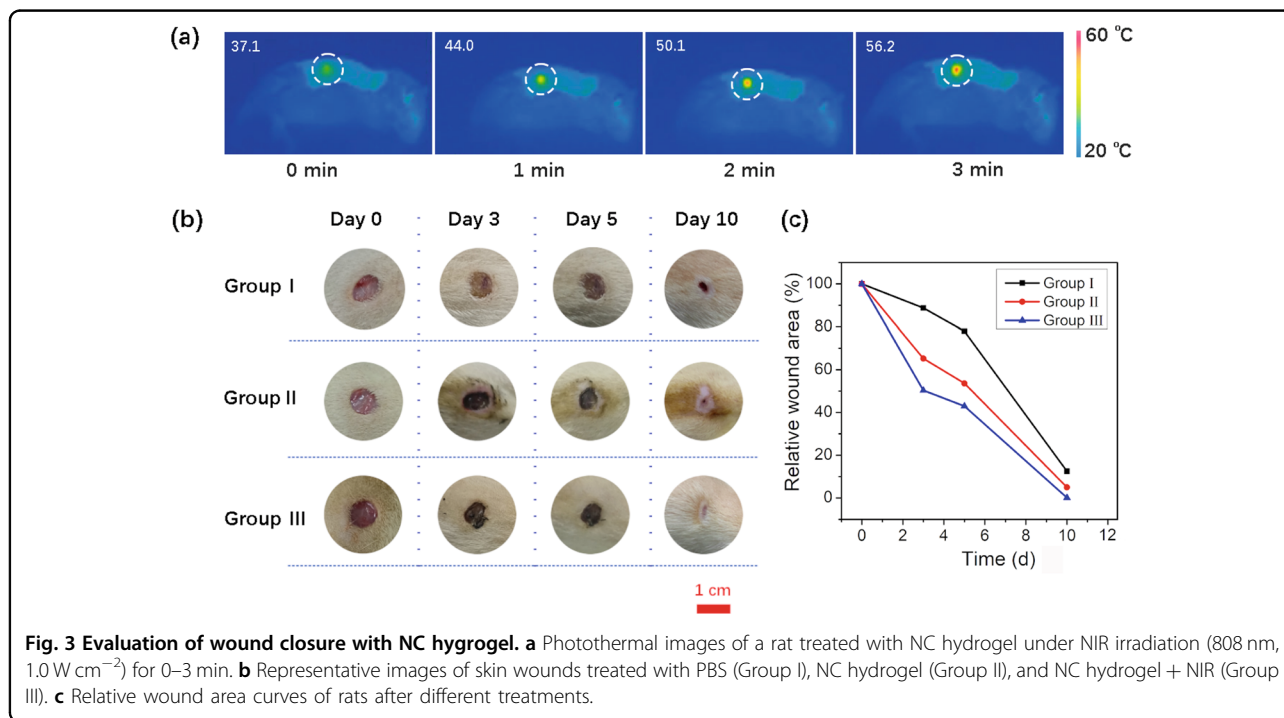 (a)
37.1
44.0
50.1
56.2
60 °C
20 °C
0 min
1 min
2 min
3 min
(b)
Day 0
Day 3
Day 5
Day 10
Group I
Group II
Group III
1 cm
(c)
Relative wound area (%)
100
80
60
40
20
0
Group I
Group II
Group III
0
2
4
6
8
10
12
Time (d)
Fig. 3 Evaluation of wound closure with NC hygrogel. a Photothermal images of a rat treated with NC hydrogel under NIR irradiation (808 nm,
1.0 W cm⁻²) for 0–3 min. b Representative images of skin wounds treated with PBS (Group I), NC hydrogel (Group II), and NC hydrogel + NIR (Group
III). c Relative wound area curves of rats after different treatments.